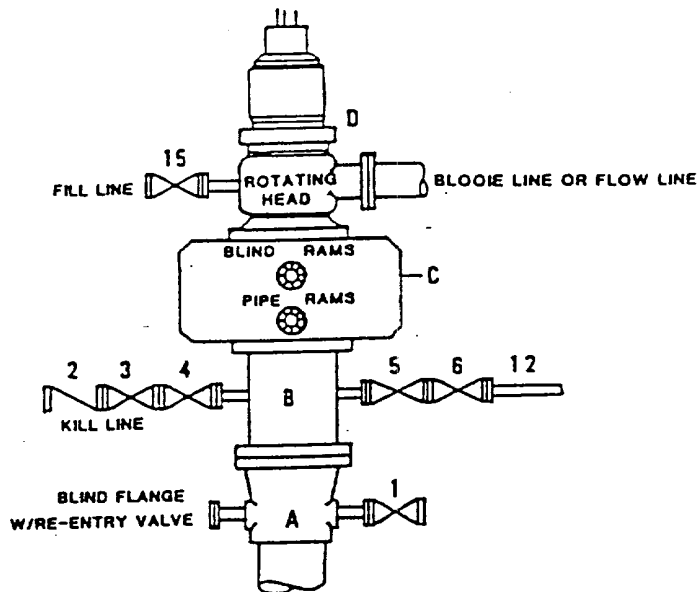 D
15
FILL LINE
ROTATING
HEAD
BLOOIE LINE OR FLOW LINE
BLIND RAMS
C
PIPE RAMS
2 3 4
5 6 12
B
KILL LINE
BLIND FLANGE
W/RE-ENTRY VALVE
1
A